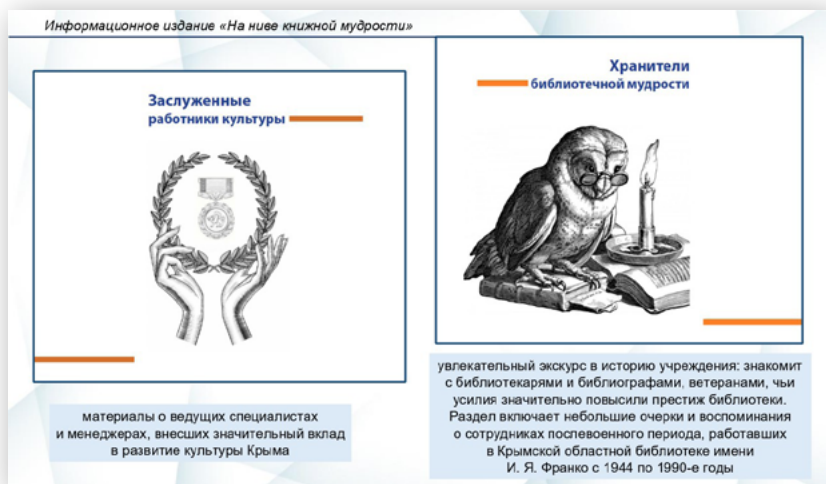 Информационное издание «На ниве книжной мудрости»
Заслуженные
работники культуры
материалы о ведущих специалистах
и менеджерах, внесших значительный вклад
в развитие культуры Крыма
Хранители
библиотечной мудрости
увлекательный экскурс в историю учреждения: знакомит
с библиотекарями и библиографами, ветеранами, чьи
усилия значительно повысили престиж библиотеки.
Раздел включает небольшие очерки и воспоминания
о сотрудниках послевоенного периода, работавших
в Крымской областной библиотеке имени
И. Я. Франко с 1944 по 1990-е годы